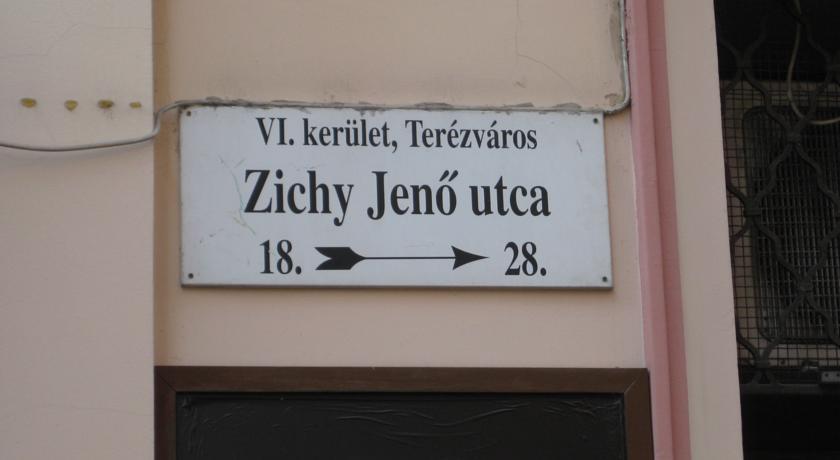 VI. kerület, Terézváros
Zichy Jenő utca
18. 28.